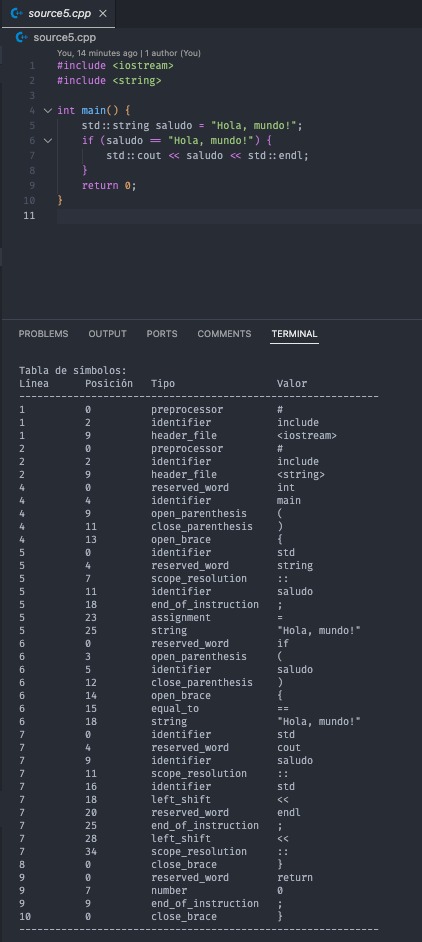 source5.cpp
source5.cpp
You, 14 minutes ago | 1 author (You)
1 #include <iostream>
2 #include <string>
3
4 int main() {
5 std::string saludo = "Hola, mundo!";
6 if (saludo == "Hola, mundo!") {
7 std::cout << saludo << std::endl;
8 }
9 return 0;
10 }
11
PROBLEMS OUTPUT PORTS COMMENTS TERMINAL
Tabla de símbolos:
Línea Posición Tipo Valor
------------------------------------------------------------
1 0 preprocessor #
1 2 identifier include
1 9 header_file <iostream>
2 0 preprocessor #
2 2 identifier include
2 9 header_file <string>
4 0 reserved_word int
4 4 identifier main
4 9 open_parenthesis (
4 11 close_parenthesis )
4 13 open_brace {
5 0 identifier std
5 4 reserved_word string
5 7 scope_resolution ::
5 11 identifier saludo
5 18 end_of_instruction ;
5 23 assignment =
5 25 string "Hola, mundo!"
6 0 reserved_word if
6 3 open_parenthesis (
6 5 identifier saludo
6 12 close_parenthesis )
6 14 open_brace {
6 15 equal_to ==
6 18 string "Hola, mundo!"
7 0 identifier std
7 4 reserved_word cout
7 9 identifier saludo
7 11 scope_resolution ::
7 16 identifier std
7 18 left_shift <<
7 20 reserved_word endl
7 25 end_of_instruction ;
7 28 left_shift <<
7 34 scope_resolution ::
8 0 close_brace }
9 0 reserved_word return
9 7 number 0
9 9 end_of_instruction ;
10 0 close_brace }
------------------------------------------------------------